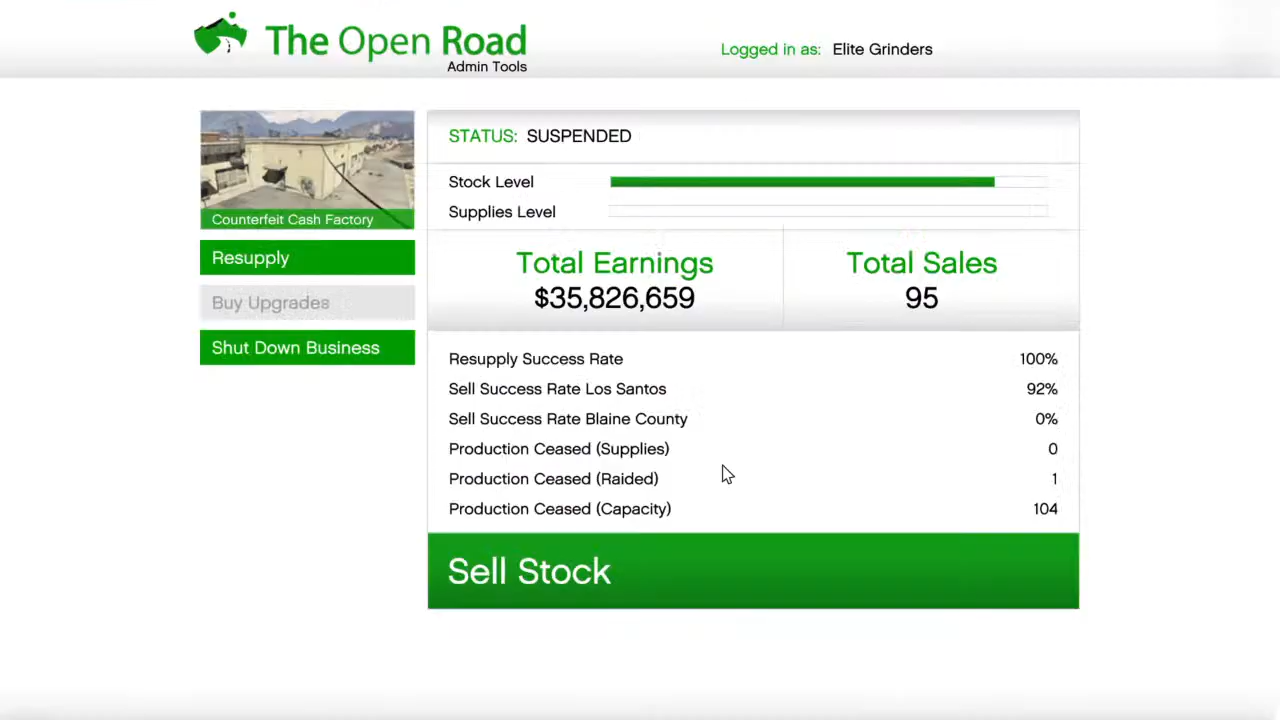 The Open Road
Admin Tools
Logged in as: Elite Grinders
Counterfeit Cash Factory
Resupply
Buy Upgrades
Shut Down Business
STATUS: SUSPENDED
Stock Level
Supplies Level
Total Earnings
$35,826,659
Total Sales
95
Resupply Success Rate 100%
Sell Success Rate Los Santos 92%
Sell Success Rate Blaine County 0%
Production Ceased (Supplies) 0
Production Ceased (Raided) 1
Production Ceased (Capacity) 104
Sell Stock